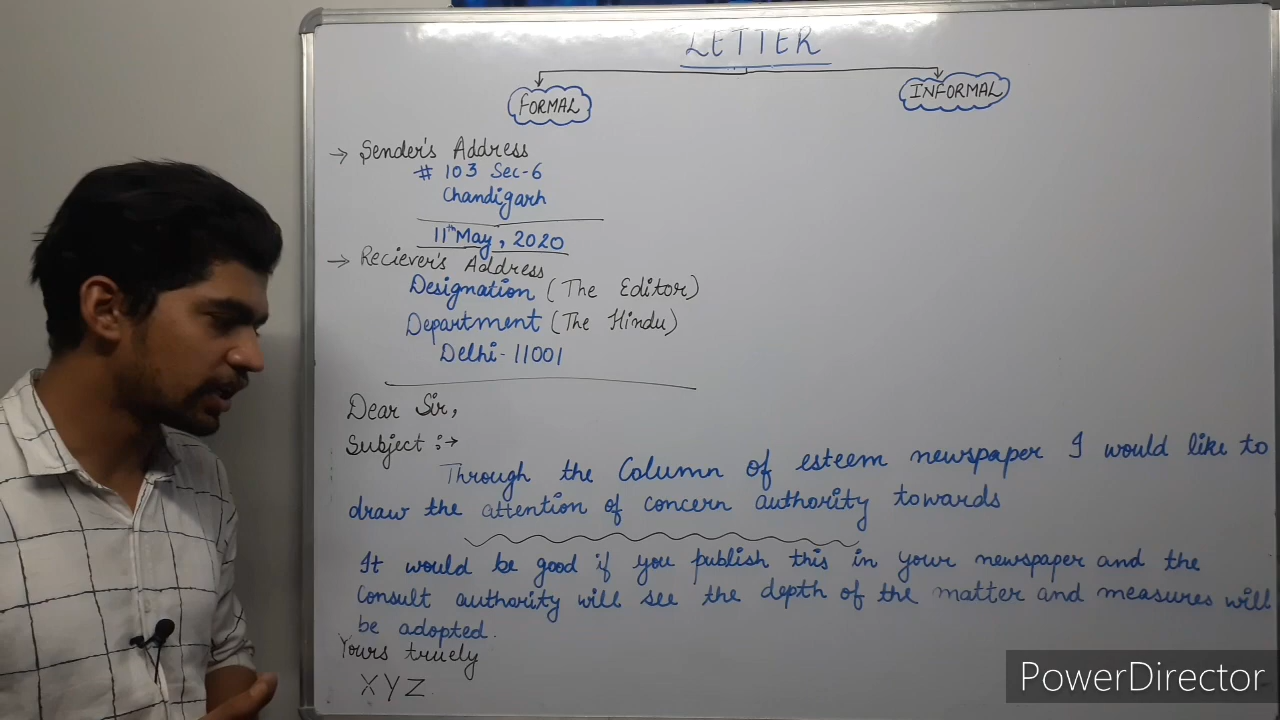 LETTER
FORMAL
INFORMAL
→ Sender's Address
# 103 Sec-6
Chandigarh
11th May, 2020
→ Reciever's Address
Designation (The Editor)
Department (The Hindu)
Delhi - 11001
Dear Sir,
Subject :→
Through the Column of esteem newspaper I would like to
draw the attention of concern authority towards
It would be good if you publish this in your newspaper and the
Consult authority will see the depth of the matter and measures will
be adopted.
Yours truely
XYZ.
PowerDirector